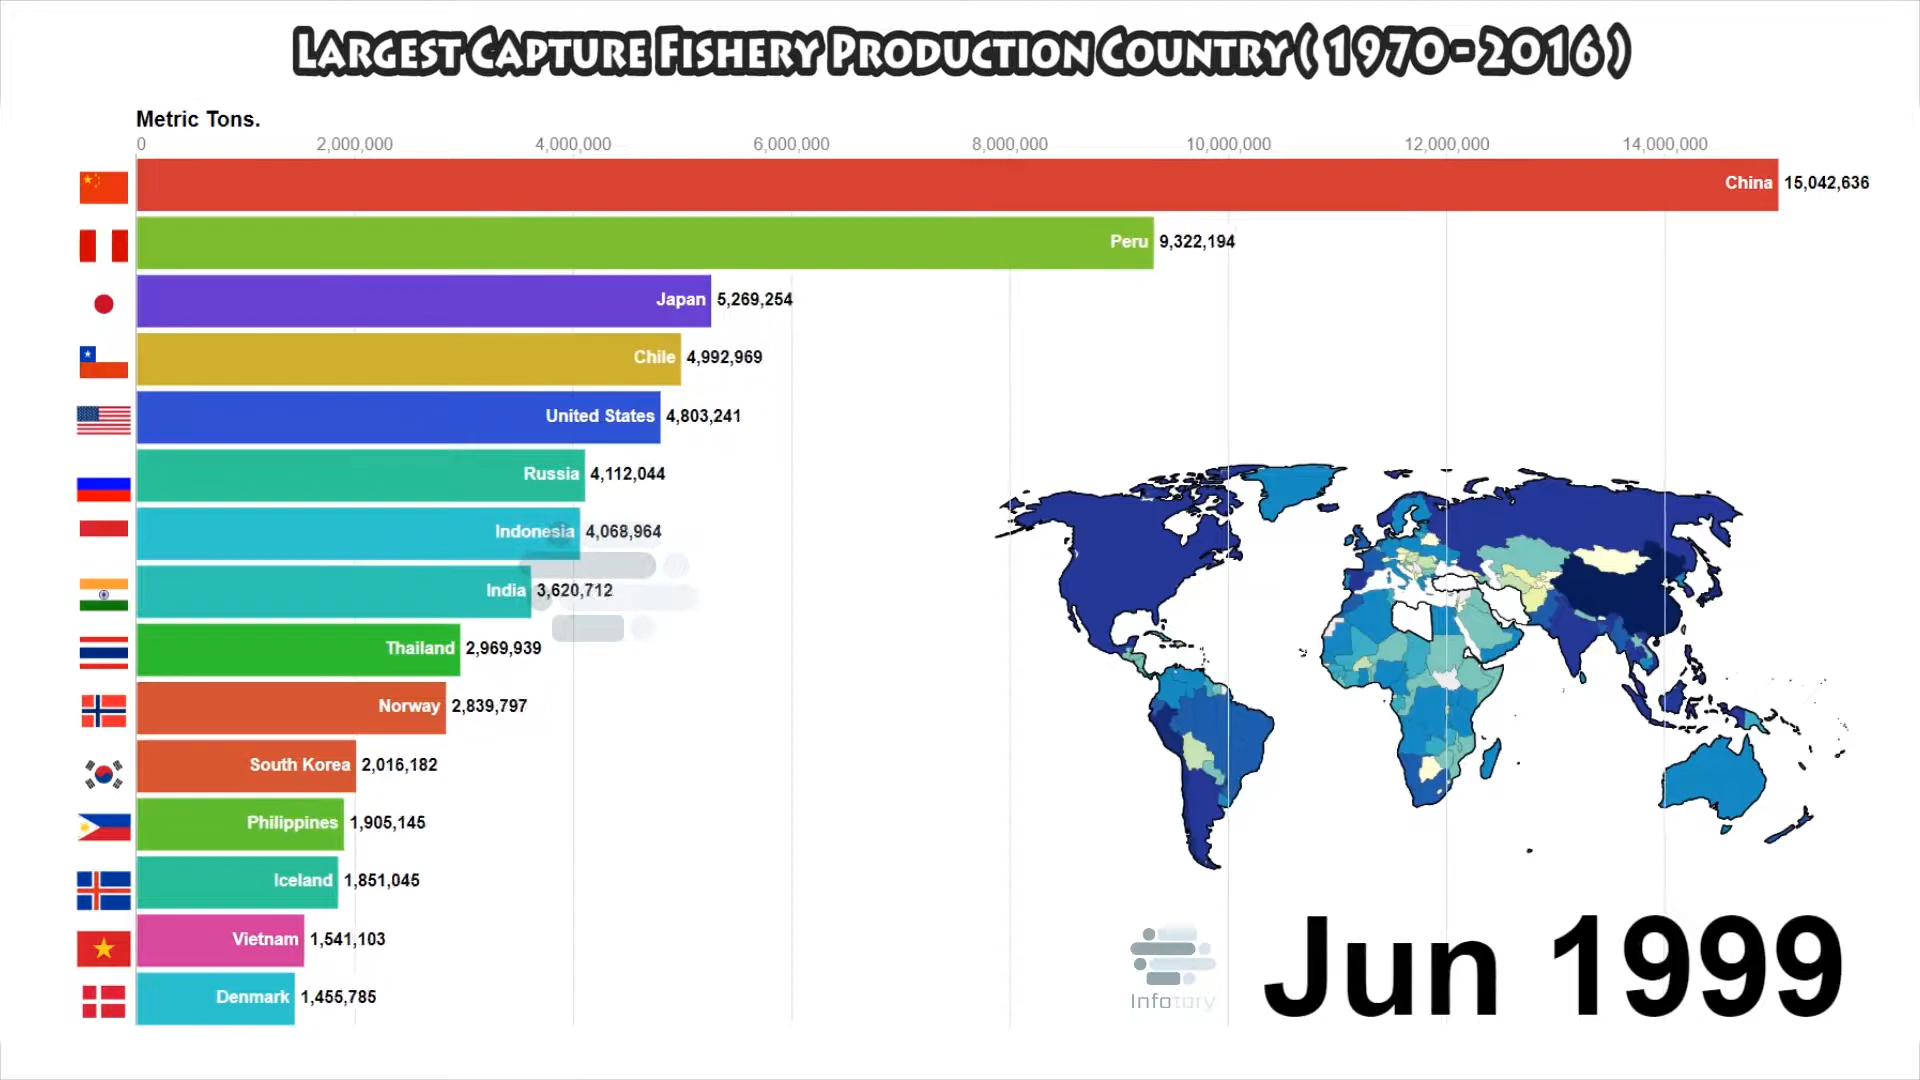 Largest Capture Fishery Production Country ( 1970 - 2016 )
Metric Tons.
0 2,000,000 4,000,000 6,000,000 8,000,000 10,000,000 12,000,000 14,000,000
China 15,042,636
Peru 9,322,194
Japan 5,269,254
Chile 4,992,969
United States 4,803,241
Russia 4,112,044
Indonesia 4,068,964
India 3,620,712
Thailand 2,969,939
Norway 2,839,797
South Korea 2,016,182
Philippines 1,905,145
Iceland 1,851,045
Vietnam 1,541,103
Denmark 1,455,785
Infotory
Jun 1999